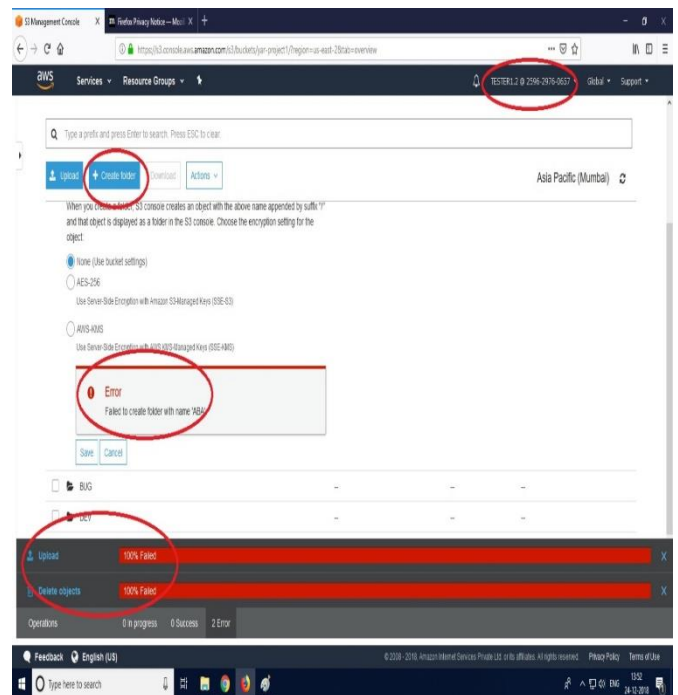 S3 Management Console
Firefox Privacy Notice — Mozil
https://s3.console.aws.amazon.com/s3/buckets/yar-project1/?region=us-east-2&tab=overview
aws Services Resource Groups TESTER1.2 @ 2596-2976-0637 Global Support
Type a prefix and press Enter to search. Press ESC to clear.
Upload Create folder Download Actions Asia Pacific (Mumbai)
When you create a folder, S3 console creates an object with the above name appended by suffix "/"
and that object is displayed as a folder in the S3 console. Choose the encryption setting for the
object:
None (Use bucket settings)
AES-256
Use Server-Side Encryption with Amazon S3-Managed Keys (SSE-S3)
AWS-KMS
Use Server-Side Encryption with AWS KMS-Managed Keys (SSE-KMS)
Error
Failed to create folder with name 'ABA'
Save Cancel
BUG -- -- --
DEV -- -- --
Upload 100% Failed
Delete objects 100% Failed
Operations 0 In progress 0 Success 2 Error
Feedback English (US) © 2008 - 2018, Amazon Internet Services Private Ltd. or its affiliates. All rights reserved. Privacy Policy Terms of Use
Type here to search ENG 13:52
24-12-2018